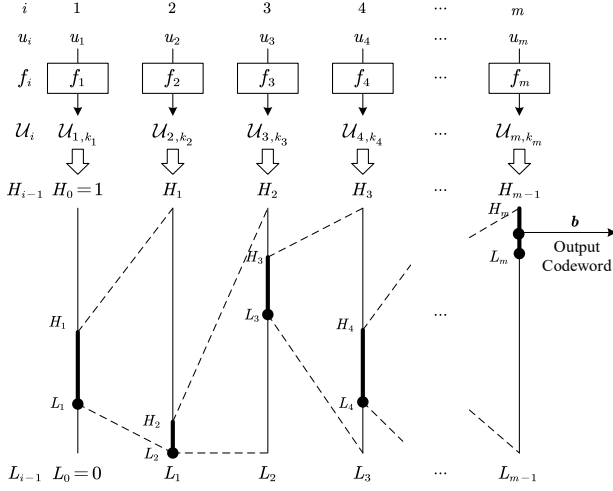 i 1 2 3 4 ... m
u_i u_1 u_2 u_3 u_4 ... u_m
f_i f_1 f_2 f_3 f_4 ... f_m
𝒰_i 𝒰_{1,k_1} 𝒰_{2,k_2} 𝒰_{3,k_3} 𝒰_{4,k_4} ... 𝒰_{m,k_m}
H_{i-1} H_0=1 H_1 H_2 H_3 ... H_{m-1}
H_m
b
Output
Codeword
L_m
H_3
L_3
...
H_1
H_4
L_1
L_4
H_2
L_2
L_{i-1} L_0=0 L_1 L_2 L_3 ... L_{m-1}